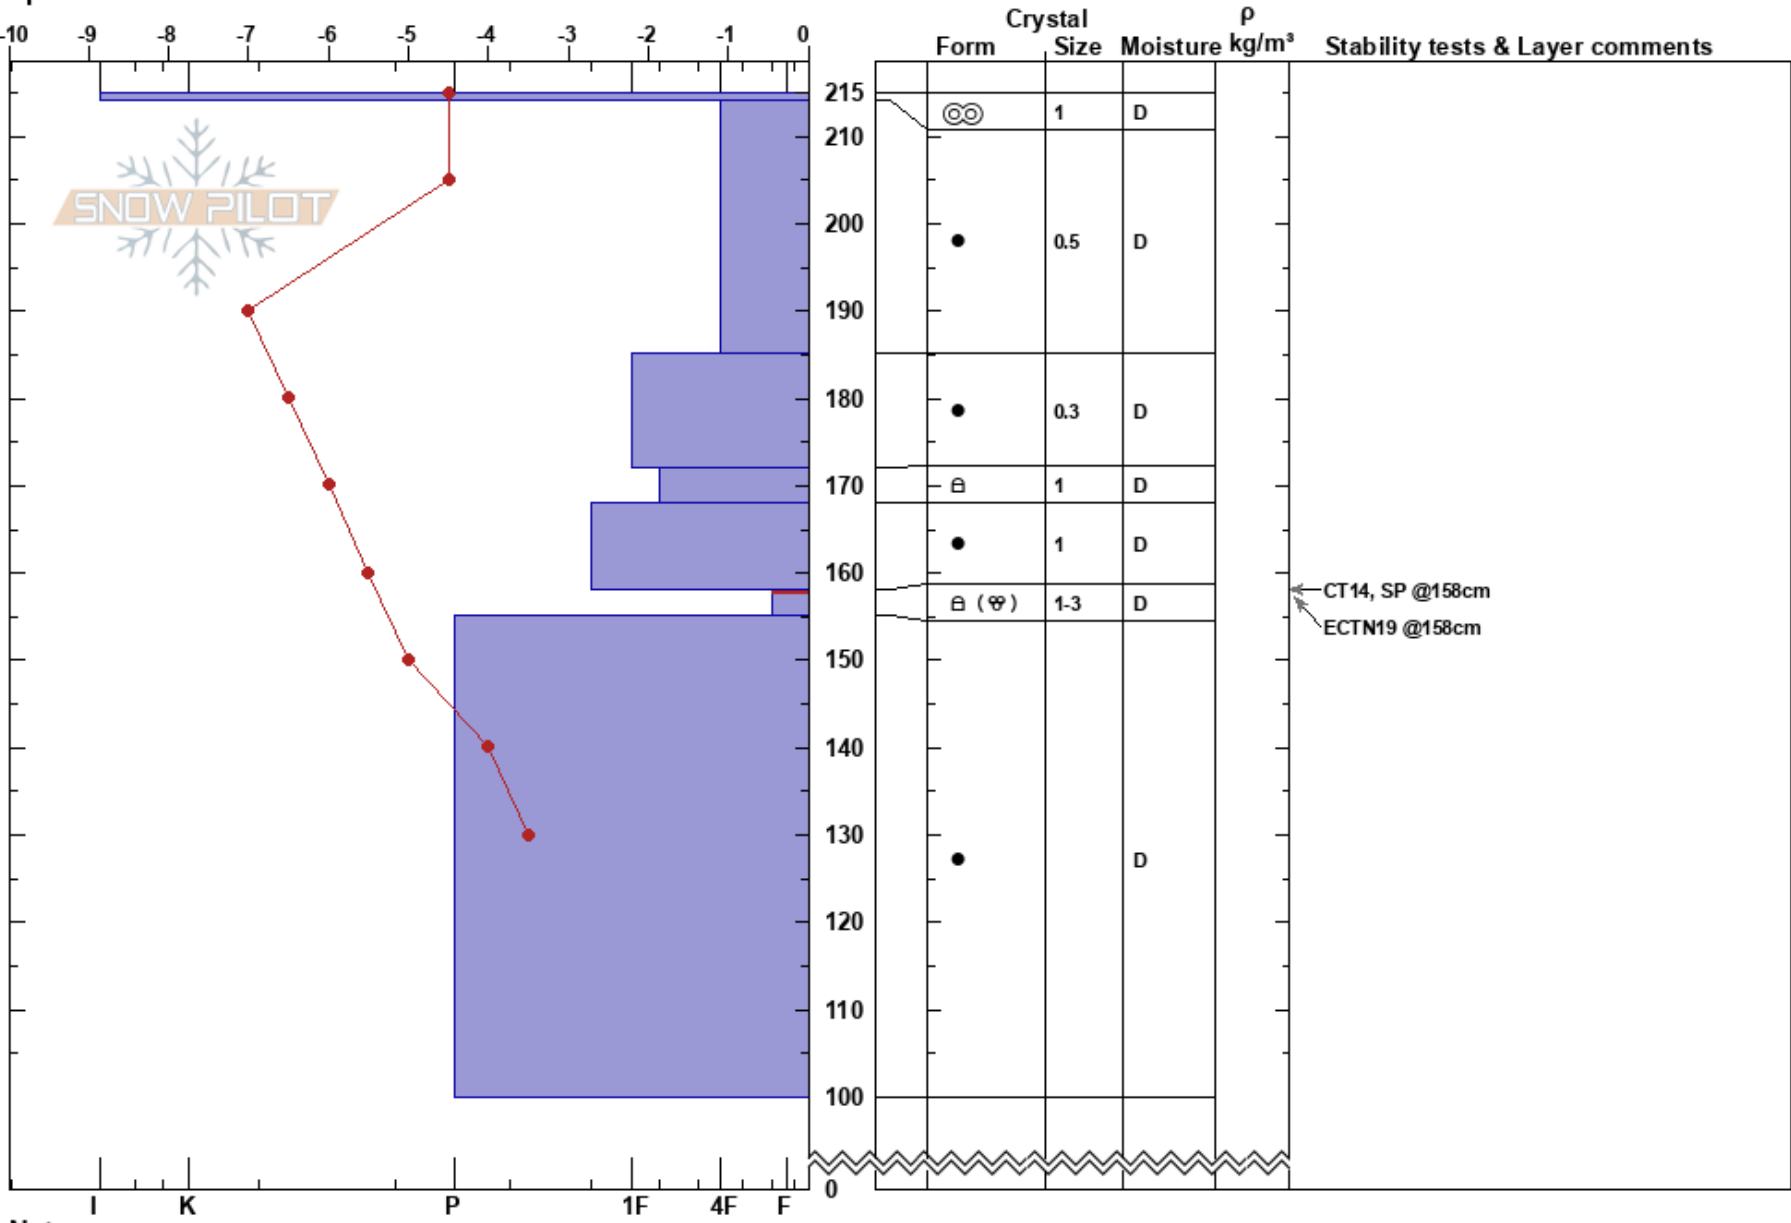 Crystal ρ
-10 -9 -8 -7 -6 -5 -4 -3 -2 -1 0
Form Size Moisture kg/m³ Stability tests & Layer comments
215
1 D
210
SNOW PILOT
200
0.5 D
190
180
0.3 D
170
1 D
1 D
160
CT14, SP @158cm
( ) 1-3 D
ECTN19 @158cm
150
140
130
D
120
110
100
0
I K P 1F 4F F